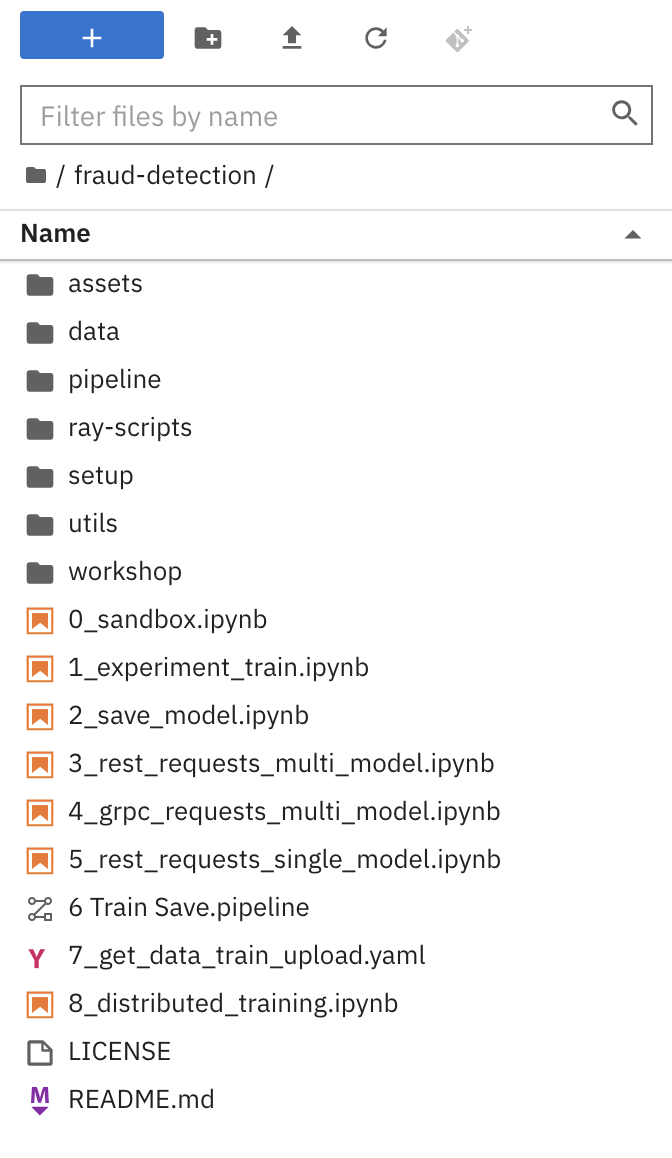 +
Filter files by name
/ fraud-detection /
Name
assets
data
pipeline
ray-scripts
setup
utils
workshop
0_sandbox.ipynb
1_experiment_train.ipynb
2_save_model.ipynb
3_rest_requests_multi_model.ipynb
4_grpc_requests_multi_model.ipynb
5_rest_requests_single_model.ipynb
6 Train Save.pipeline
Y 7_get_data_train_upload.yaml
8_distributed_training.ipynb
LICENSE
M README.md